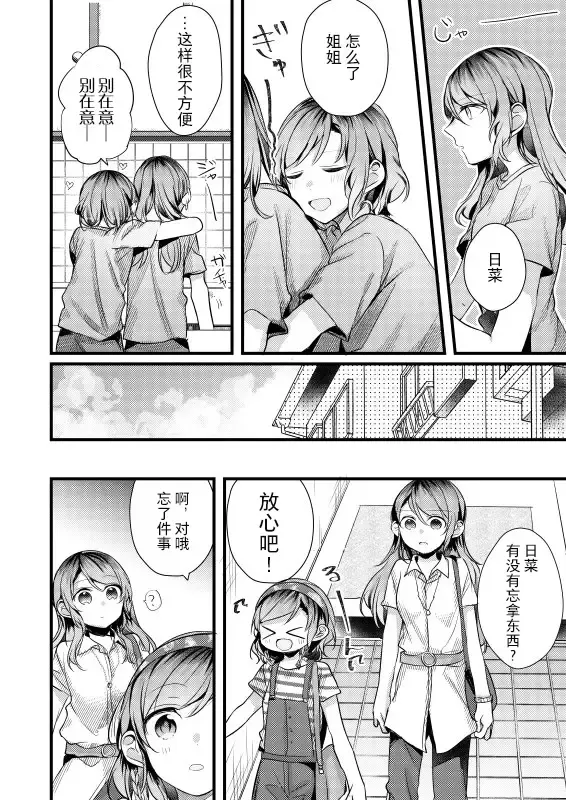 じゃー
日菜
怎么了
姐姐
ぎゅっ
…这样很不方便
别在意——
别在意——
ジャー
ガチャ
日菜
有没有忘拿东西？
放心吧！
啊，对哦
忘了件事
?